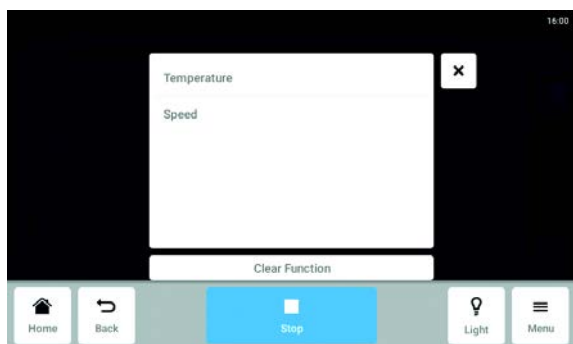 16:00
Temperature
Speed
Clear Function
Home
Back
Stop
Light
Menu